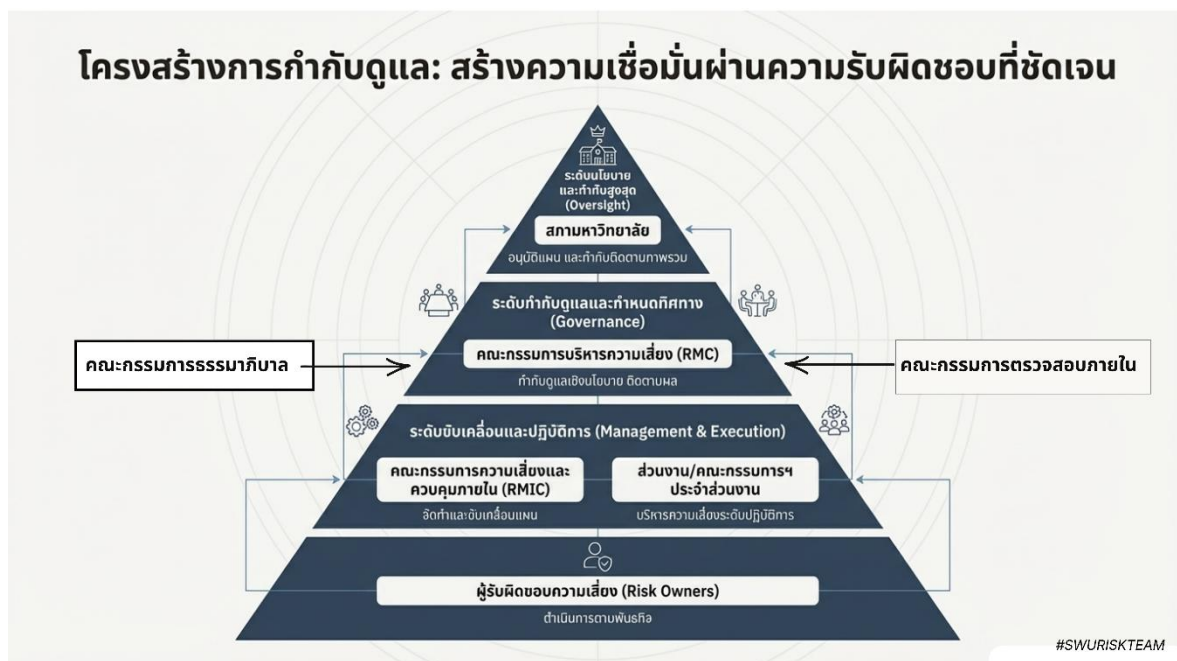 โครงสร้างการกำกับดูแล: สร้างความเชื่อมั่นผ่านความรับผิดชอบที่ชัดเจน
ระดับนโยบาย
และกำกับสูงสุด
(Oversight)
สภามหาวิทยาลัย
อนุมัติแผน และกำกับติดตามภาพรวม
ระดับกำกับดูแลและกำหนดทิศทาง
(Governance)
คณะกรรมการธรรมาภิบาล
คณะกรรมการบริหารความเสี่ยง (RMC)
คณะกรรมการตรวจสอบภายใน
กำกับดูแลเชิงนโยบาย ติดตามผล
ระดับขับเคลื่อนและปฏิบัติการ (Management & Execution)
คณะกรรมการความเสี่ยงและ
ควบคุมภายใน (RMIC)
จัดทำและขับเคลื่อนแผน
ส่วนงาน/คณะกรรมการฯ
ประจำส่วนงาน
บริหารความเสี่ยงระดับปฏิบัติการ
ผู้รับผิดชอบความเสี่ยง (Risk Owners)
ดำเนินการตามพันธกิจ
#SWURISKTEAM